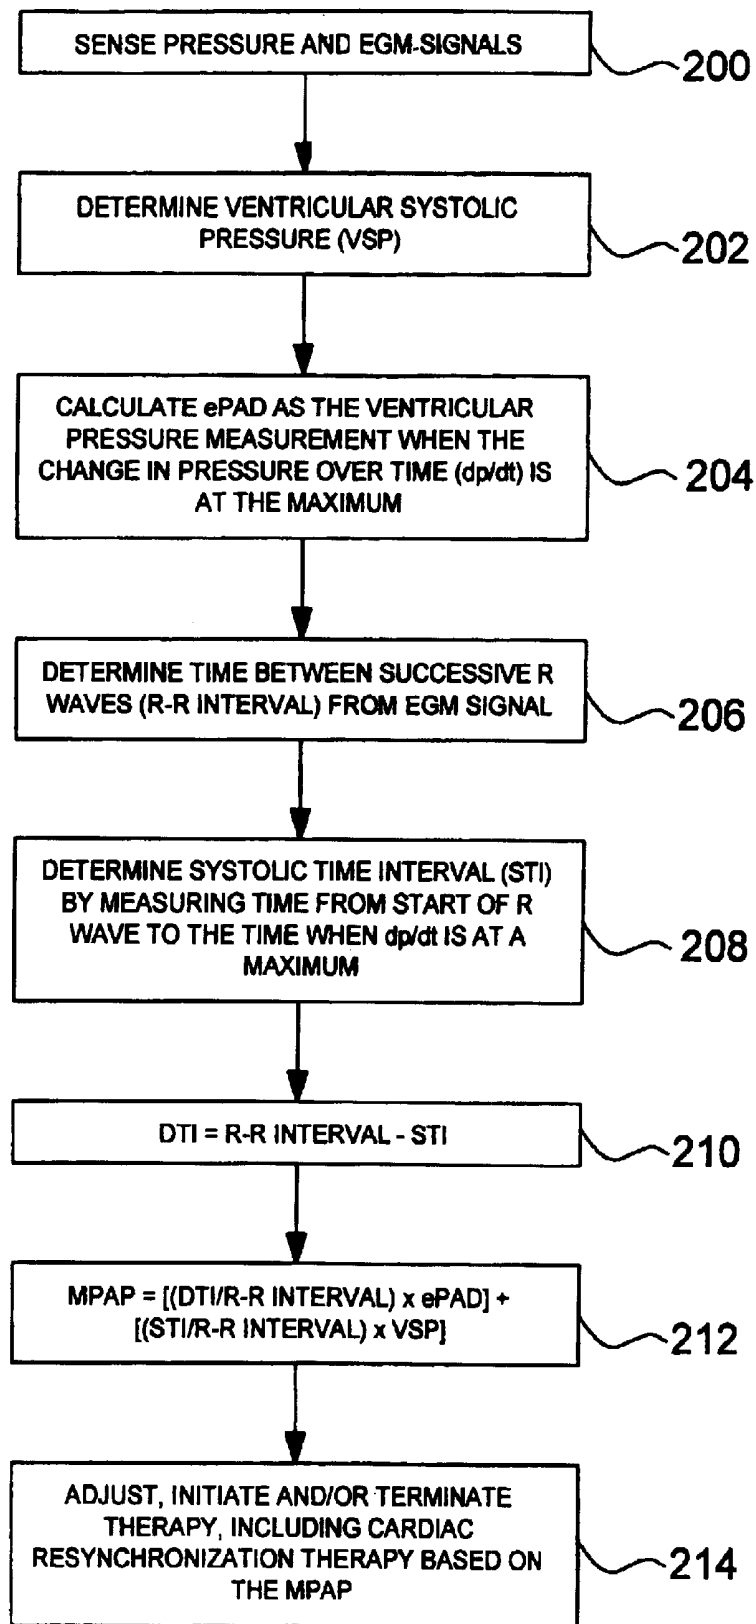 SENSE PRESSURE AND EGM-SIGNALS
200
DETERMINE VENTRICULAR SYSTOLIC
PRESSURE (VSP)
202
CALCULATE ePAD AS THE VENTRICULAR
PRESSURE MEASUREMENT WHEN THE
CHANGE IN PRESSURE OVER TIME (dp/dt) IS
AT THE MAXIMUM
204
DETERMINE TIME BETWEEN SUCCESSIVE R
WAVES (R-R INTERVAL) FROM EGM SIGNAL
206
DETERMINE SYSTOLIC TIME INTERVAL (STI)
BY MEASURING TIME FROM START OF R
WAVE TO THE TIME WHEN dp/dt IS AT A
MAXIMUM
208
DTI = R-R INTERVAL - STI
210
MPAP = [(DTI/R-R INTERVAL) x ePAD] +
[(STI/R-R INTERVAL) x VSP]
212
ADJUST, INITIATE AND/OR TERMINATE
THERAPY, INCLUDING CARDIAC
RESYNCHRONIZATION THERAPY BASED ON
THE MPAP
214